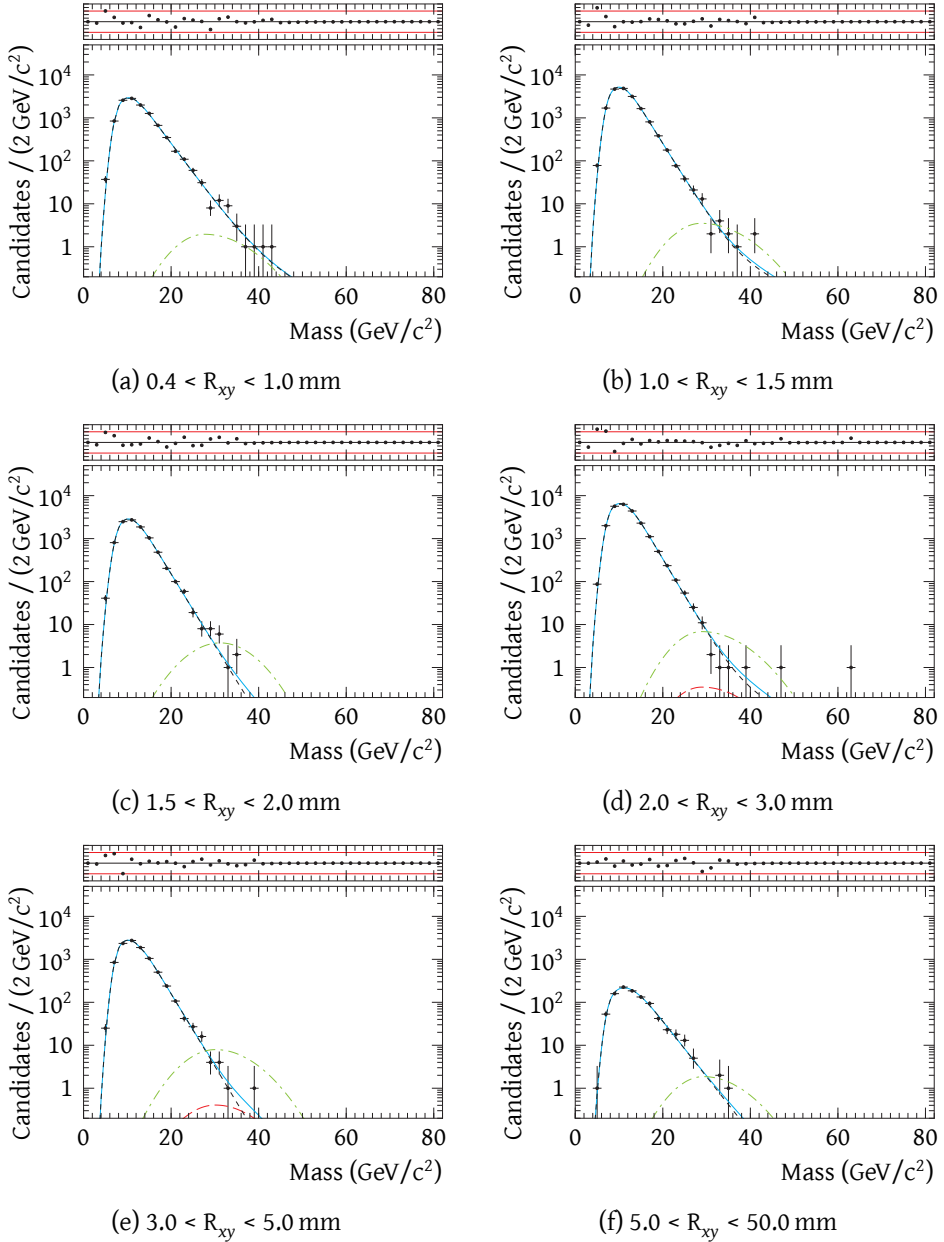 Candidates / (2 GeV/c²)
10⁴
10³
10²
10
1
0 20 40 60 80
Mass (GeV/c²)
(a) 0.4 < Rxy < 1.0 mm
Candidates / (2 GeV/c²)
10⁴
10³
10²
10
1
0 20 40 60 80
Mass (GeV/c²)
(b) 1.0 < Rxy < 1.5 mm
Candidates / (2 GeV/c²)
10⁴
10³
10²
10
1
0 20 40 60 80
Mass (GeV/c²)
(c) 1.5 < Rxy < 2.0 mm
Candidates / (2 GeV/c²)
10⁴
10³
10²
10
1
0 20 40 60 80
Mass (GeV/c²)
(d) 2.0 < Rxy < 3.0 mm
Candidates / (2 GeV/c²)
10⁴
10³
10²
10
1
0 20 40 60 80
Mass (GeV/c²)
(e) 3.0 < Rxy < 5.0 mm
Candidates / (2 GeV/c²)
10⁴
10³
10²
10
1
0 20 40 60 80
Mass (GeV/c²)
(f) 5.0 < Rxy < 50.0 mm